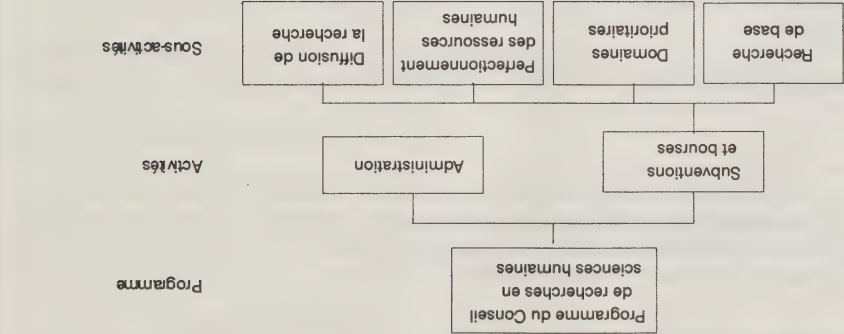 Programme
Programme du Conseil
de recherches en
sciences humaines
Activités
Subventions
et bourses
Administration
Sous-activités
Recherche
de base
Domaines
prioritaires
Perfectionnement
des ressources
humaines
Diffusion de
la recherche